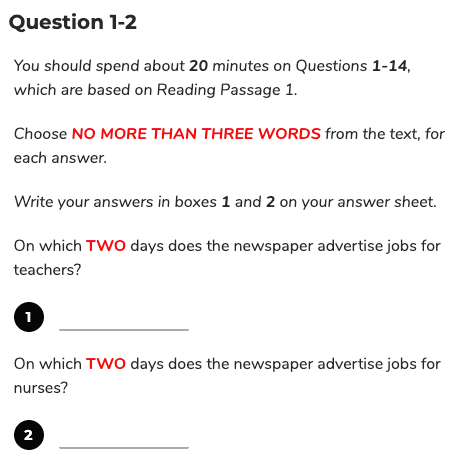 Question 1-2
You should spend about 20 minutes on Questions 1-14,
which are based on Reading Passage 1.
Choose NO MORE THAN THREE WORDS from the text, for
each answer.
Write your answers in boxes 1 and 2 on your answer sheet.
On which TWO days does the newspaper advertise jobs for
teachers?
1
On which TWO days does the newspaper advertise jobs for
nurses?
2